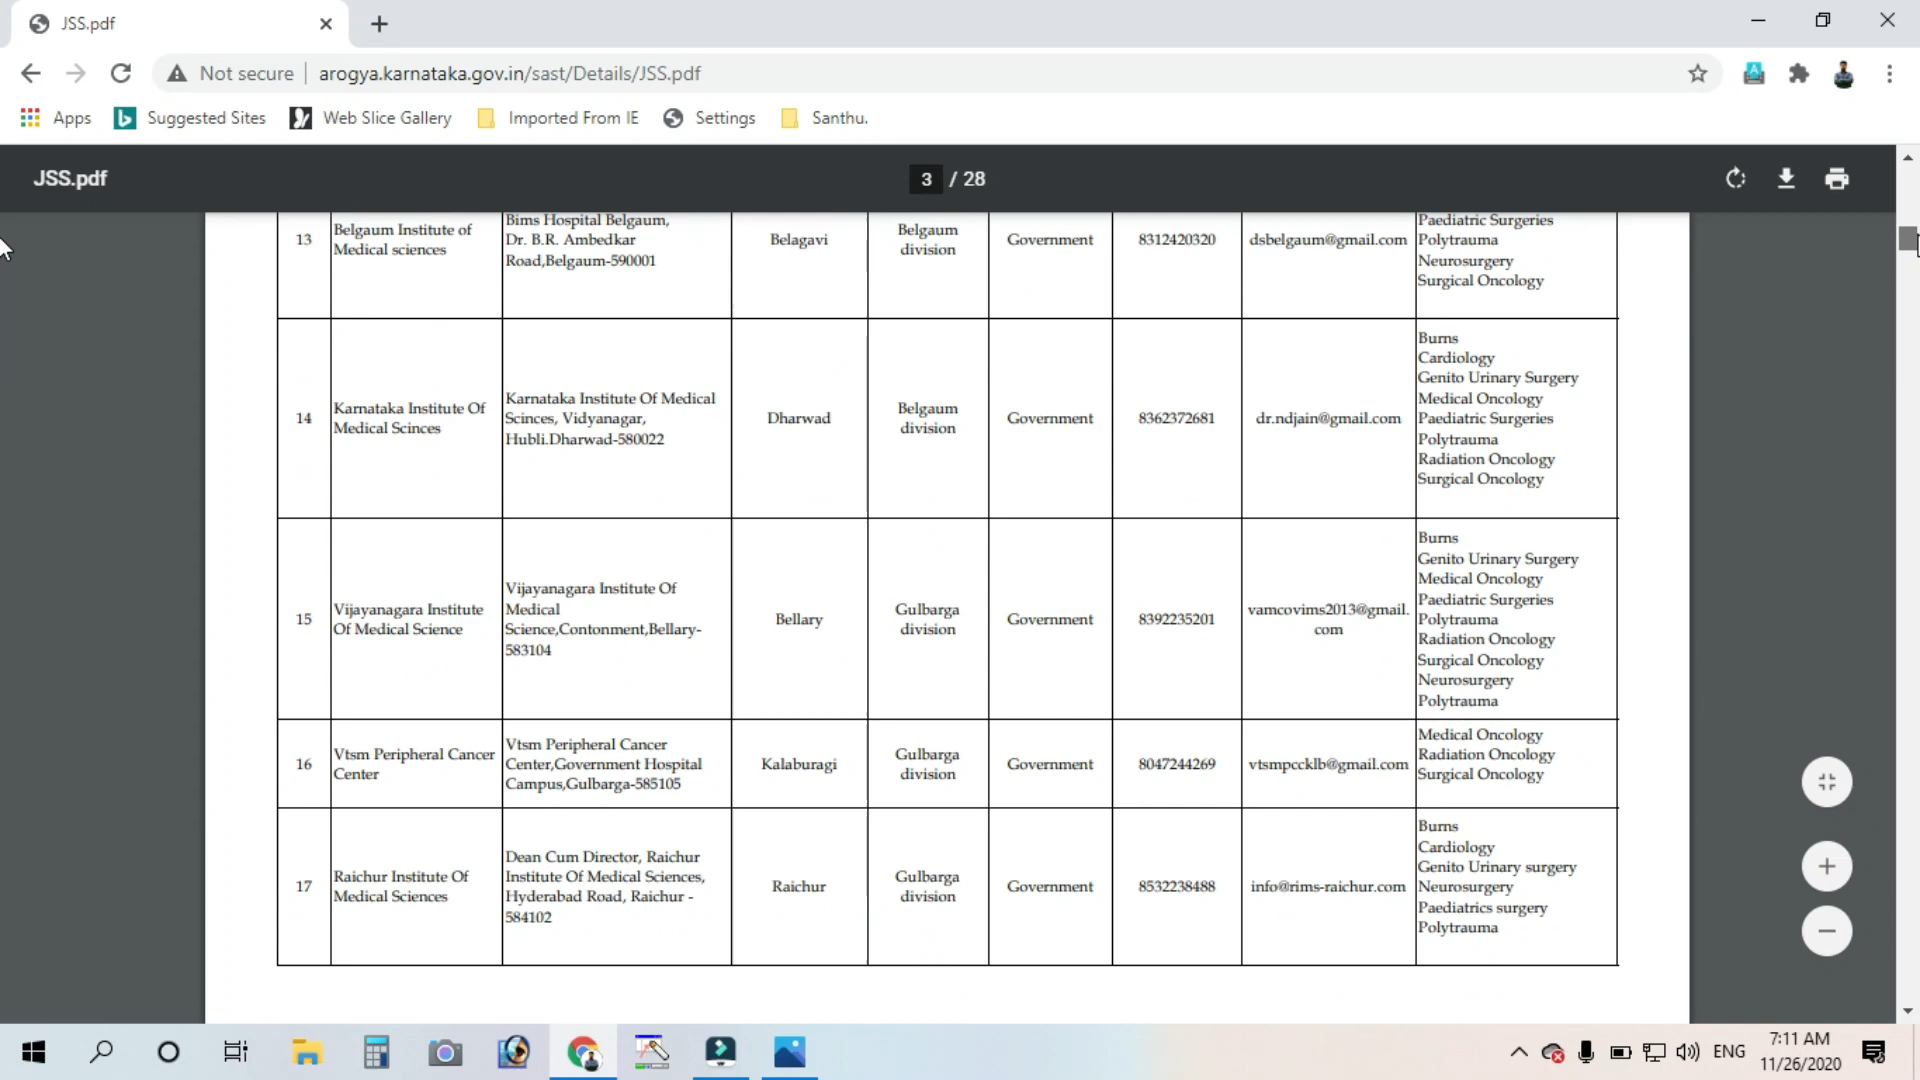 JSS.pdf
Not secure
arogya.karnataka.gov.in/sast/Details/JSS.pdf
Apps
Suggested Sites
Web Slice Gallery
Imported From IE
Settings
Santhu.
JSS.pdf
3 / 28
13
Belgaum Institute of
Medical sciences
Bims Hospital Belgaum,
Dr. B.R. Ambedkar
Road,Belgaum-590001
Belagavi
Belgaum
division
Government
8312420320
dsbelgaum@gmail.com
Paediatric Surgeries
Polytrauma
Neurosurgery
Surgical Oncology
14
Karnataka Institute Of
Medical Scinces
Karnataka Institute Of Medical
Scinces, Vidyanagar,
Hubli.Dharwad-580022
Dharwad
Belgaum
division
Government
8362372681
dr.ndjain@gmail.com
Burns
Cardiology
Genito Urinary Surgery
Medical Oncology
Paediatric Surgeries
Polytrauma
Radiation Oncology
Surgical Oncology
15
Vijayanagara Institute
Of Medical Science
Vijayanagara Institute Of
Medical
Science,Contonment,Bellary-
583104
Bellary
Gulbarga
division
Government
8392235201
vamcovims2013@gmail.
com
Burns
Genito Urinary Surgery
Medical Oncology
Paediatric Surgeries
Polytrauma
Radiation Oncology
Surgical Oncology
Neurosurgery
Polytrauma
16
Vtsm Peripheral Cancer
Center
Vtsm Peripheral Cancer
Center,Government Hospital
Campus,Gulbarga-585105
Kalaburagi
Gulbarga
division
Government
8047244269
vtsmpccklb@gmail.com
Medical Oncology
Radiation Oncology
Surgical Oncology
17
Raichur Institute Of
Medical Sciences
Dean Cum Director, Raichur
Institute Of Medical Sciences,
Hyderabad Road, Raichur -
584102
Raichur
Gulbarga
division
Government
8532238488
info@rims-raichur.com
Burns
Cardiology
Genito Urinary surgery
Neurosurgery
Paediatrics surgery
Polytrauma
ENG
7:11 AM
11/26/2020